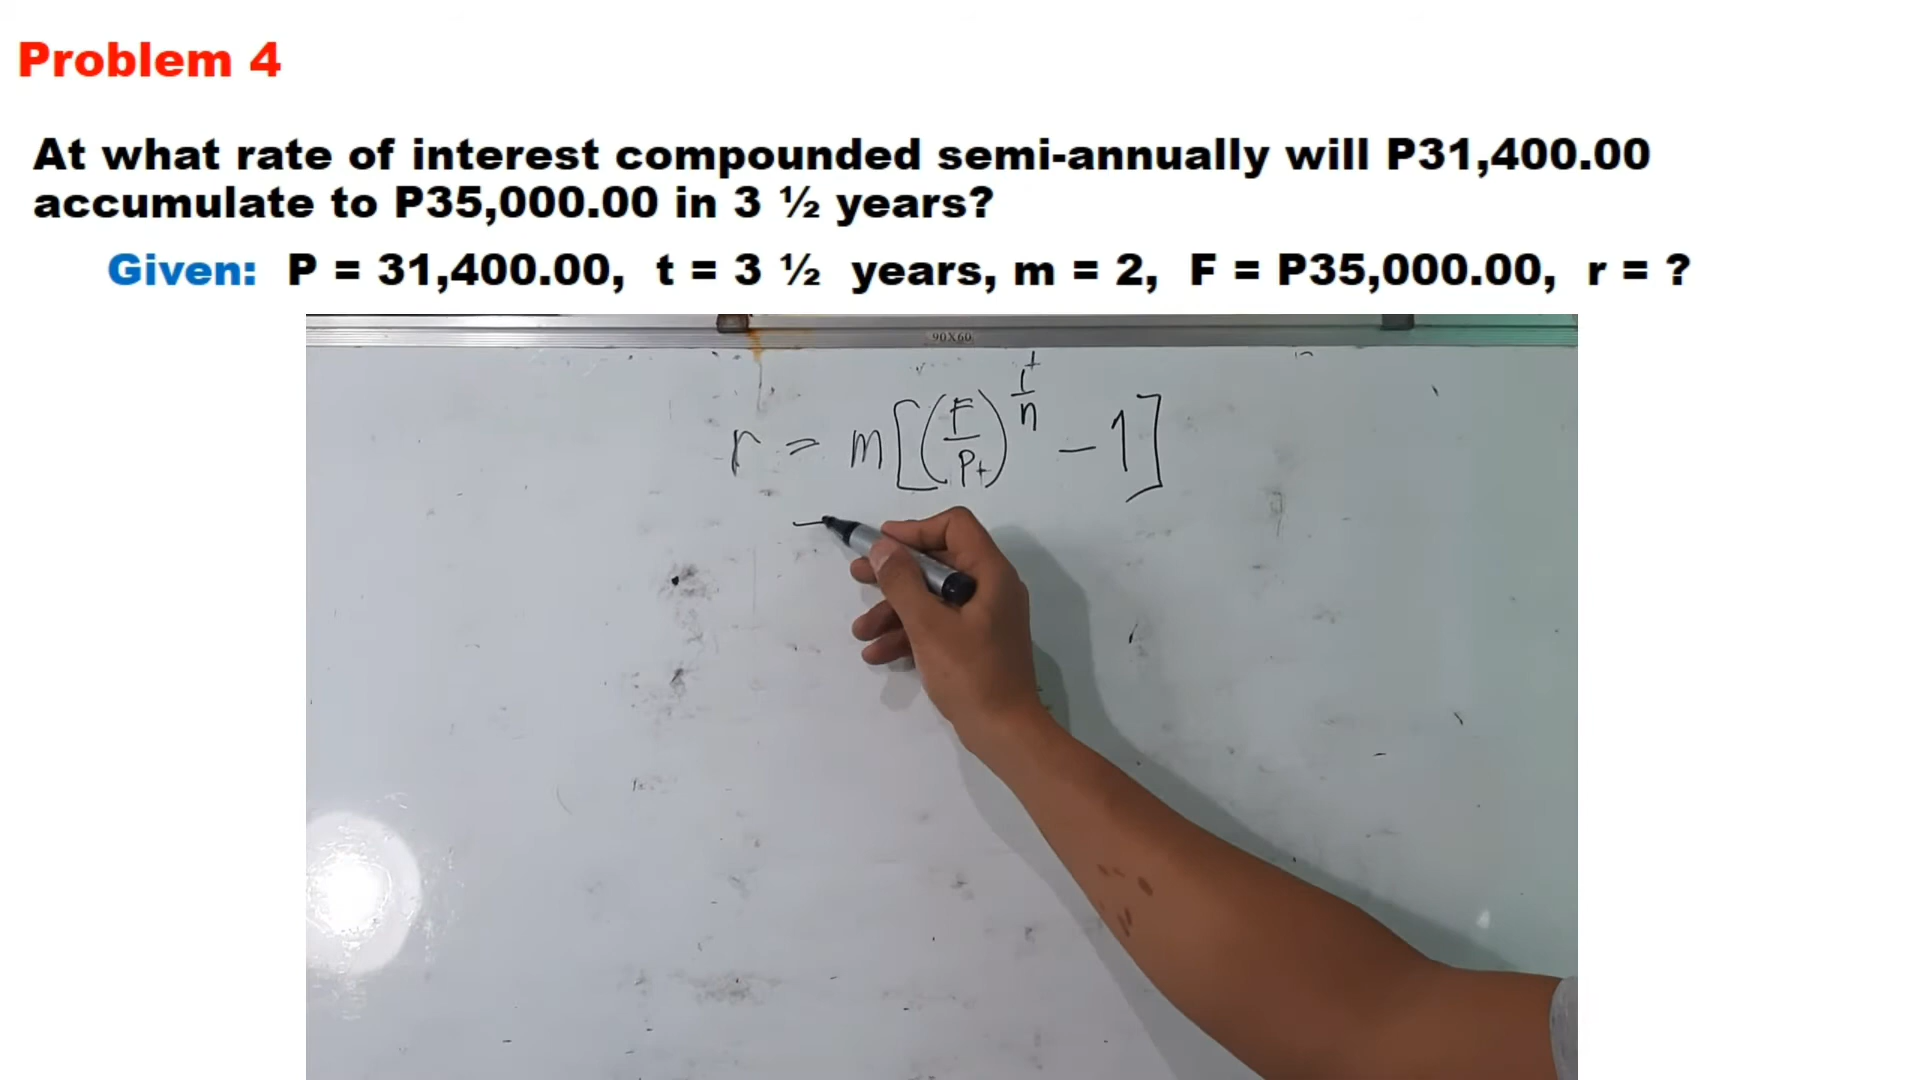 Problem 4
At what rate of interest compounded semi-annually will P31,400.00
accumulate to P35,000.00 in 3 ½ years?
Given: P = 31,400.00, t = 3 ½ years, m = 2, F = P35,000.00, r = ?
90X60
r = m[(F/P)^1/n - 1]